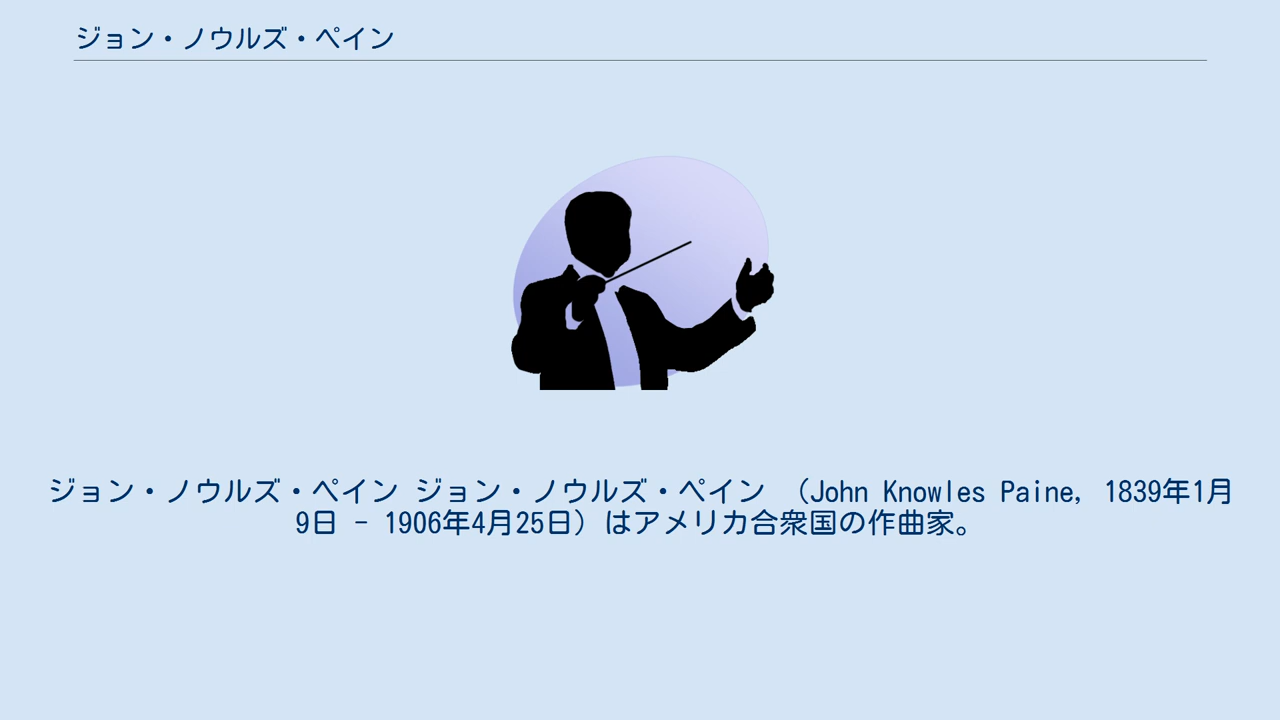 ジョン・ノウルズ・ペイン
ジョン・ノウルズ・ペイン ジョン・ノウルズ・ペイン （John Knowles Paine, 1839年1月
9日 - 1906年4月25日）はアメリカ合衆国の作曲家。